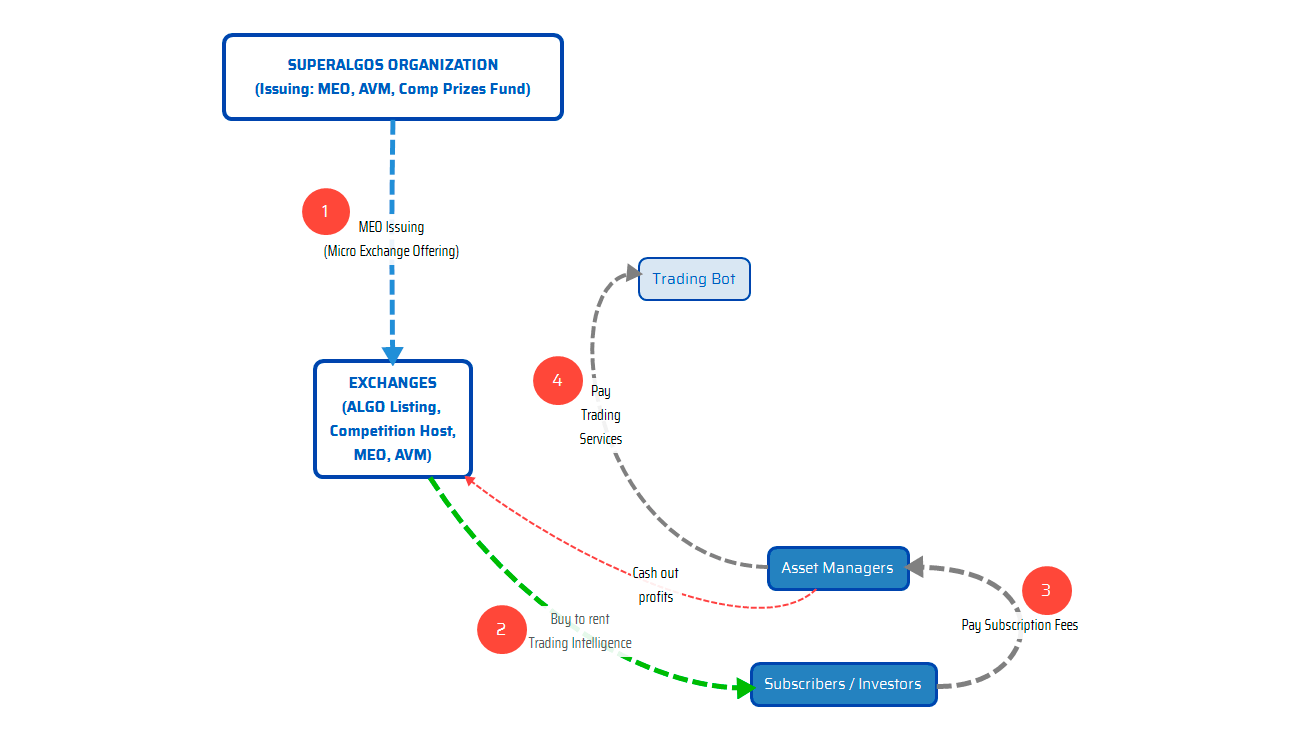 SUPERALGOS ORGANIZATION
(Issuing: MEO, AVM, Comp Prizes Fund)
1
MEO Issuing
(Micro Exchange Offering)
Trading Bot
EXCHANGES
(ALGO Listing,
Competition Host,
MEO, AVM)
4
Pay
Trading
Services
Cash out
profits
Asset Managers
3
Pay Subscription Fees
2
Buy to rent
Trading Intelligence
Subscribers / Investors